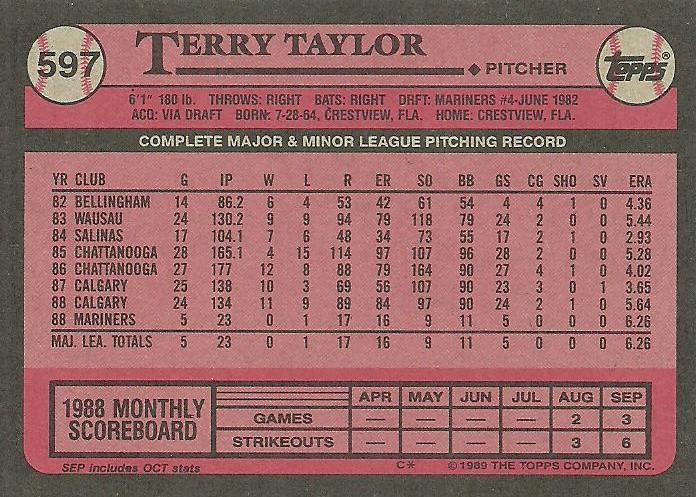 597 TERRY TAYLOR TOPPS®
PITCHER
6'1" 180 lb. THROWS: RIGHT BATS: RIGHT DRFT: MARINERS #4-JUNE 1982
ACQ: VIA DRAFT BORN: 7-28-64, CRESTVIEW, FLA. HOME: CRESTVIEW, FLA.
COMPLETE MAJOR & MINOR LEAGUE PITCHING RECORD
YR CLUB G IP W L R ER SO BB GS CG SHO SV ERA
82 BELLINGHAM 14 86.2 6 4 53 42 61 54 4 4 1 0 4.36
83 WAUSAU 24 130.2 9 9 94 79 118 79 24 2 0 0 5.44
84 SALINAS 17 104.1 7 6 48 34 73 55 17 2 1 0 2.93
85 CHATTANOOGA 28 165.1 4 15 114 97 107 96 28 2 0 0 5.28
86 CHATTANOOGA 27 177 12 8 88 79 164 90 27 4 1 0 4.02
87 CALGARY 25 138 10 3 69 56 107 90 23 3 0 1 3.65
88 CALGARY 24 134 11 9 89 84 97 90 24 2 1 0 5.64
88 MARINERS 5 23 0 1 17 16 9 11 5 0 0 0 6.26
MAJ. LEA. TOTALS 5 23 0 1 17 16 9 11 5 0 0 0 6.26
1988 MONTHLY SCOREBOARD
APR MAY JUN JUL AUG SEP
GAMES — — — — 2 3
STRIKEOUTS — — — — 3 6
SEP includes OCT stats C* ©1989 THE TOPPS COMPANY, INC.